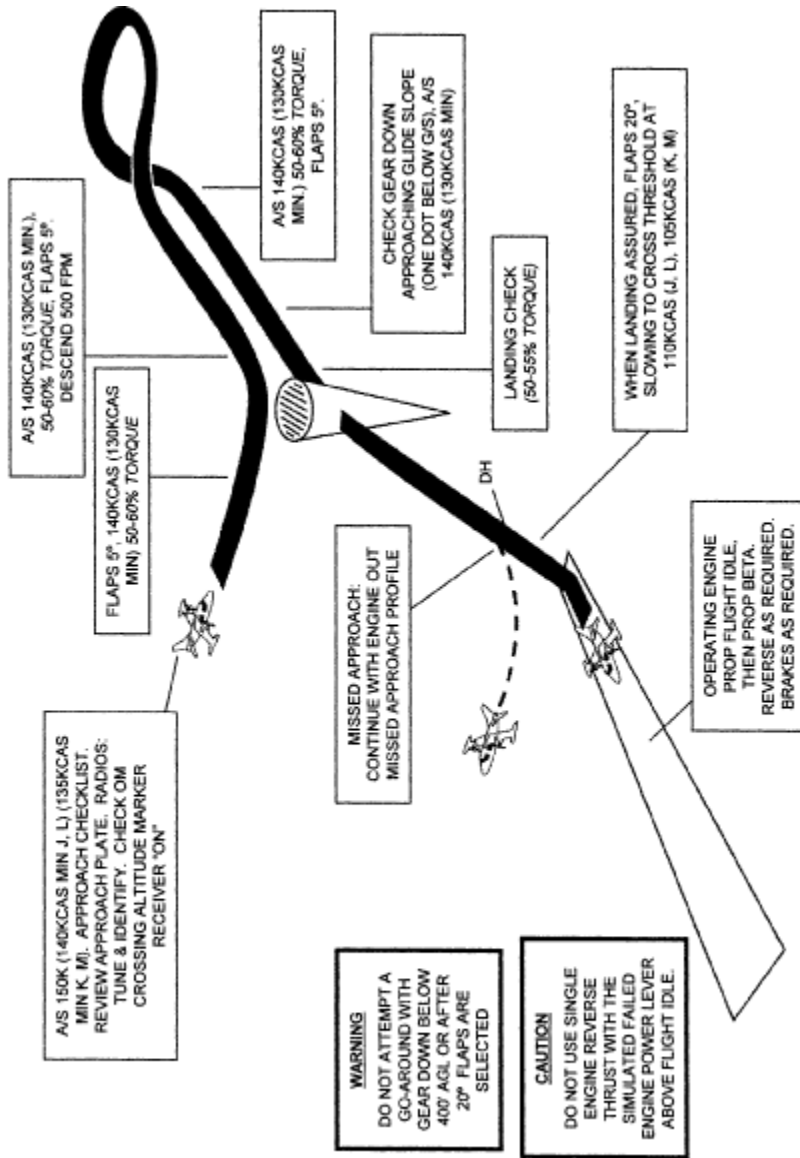 A/S 150K (140KCAS MIN J, L) (135KCAS
MIN K, M). APPROACH CHECKLIST.
REVIEW APPROACH PLATE. RADIOS:
TUNE & IDENTIFY. CHECK OM
CROSSING ALTITUDE MARKER
RECEIVER "ON"
FLAPS 5º, 140KCAS (130KCAS
MIN) 50-60% TORQUE
A/S 140KCAS (130KCAS MIN.),
50-60% TORQUE, FLAPS 5º.
DESCEND 500 FPM
A/S 140KCAS (130KCAS
MIN.) 50-60% TORQUE,
FLAPS 5º.
CHECK GEAR DOWN
APPROACHING GLIDE SLOPE
(ONE DOT BELOW G/S), A/S
140KCAS (130KCAS MIN)
LANDING CHECK
(50-55% TORQUE)
MISSED APPROACH:
CONTINUE WITH ENGINE OUT
MISSED APPROACH PROFILE
DH
WHEN LANDING ASSURED, FLAPS 20º,
SLOWING TO CROSS THRESHOLD AT
110KCAS (J, L), 105KCAS (K, M)
OPERATING ENGINE
PROP FLIGHT IDLE,
THEN PROP BETA.
REVERSE AS REQUIRED.
BRAKES AS REQUIRED.
WARNING
DO NOT ATTEMPT A
GO-AROUND WITH
GEAR DOWN BELOW
400' AGL OR AFTER
20º FLAPS ARE
SELECTED
CAUTION
DO NOT USE SINGLE
ENGINE REVERSE
THRUST WITH THE
SIMULATED FAILED
ENGINE POWER LEVER
ABOVE FLIGHT IDLE.